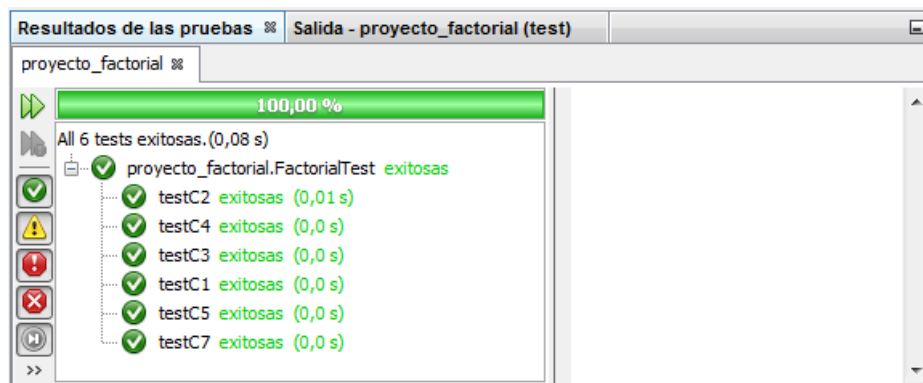 Resultados de las pruebas Salida - proyecto_factorial (test)
proyecto_factorial
100,00 %
All 6 tests exitosas.(0,08 s)
proyecto_factorial.FactorialTest exitosas
testC2 exitosas (0,01 s)
testC4 exitosas (0,0 s)
testC3 exitosas (0,0 s)
testC1 exitosas (0,0 s)
testC5 exitosas (0,0 s)
testC7 exitosas (0,0 s)
>>